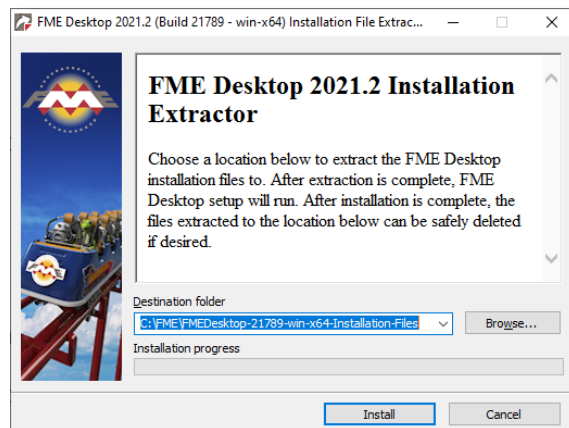 FME Desktop 2021.2 (Build 21789 - win-x64) Installation File Extrac...
FME
FME Desktop 2021.2 Installation
Extractor
Choose a location below to extract the FME Desktop
installation files to. After extraction is complete, FME
Desktop setup will run. After installation is complete, the
files extracted to the location below can be safely deleted
if desired.
Destination folder
C:\FME\FMEDesktop-21789-win-x64-Installation-Files
Browse...
Installation progress
Install
Cancel